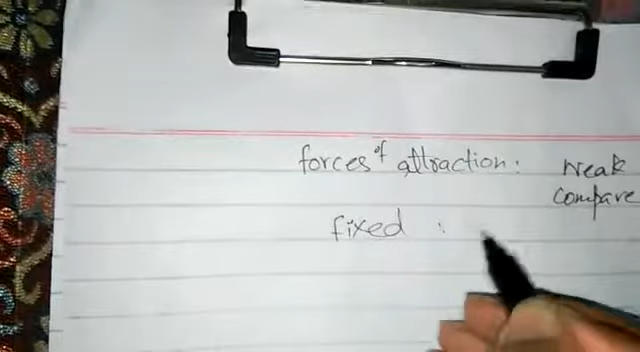 forces of attraction: weak
compare
fixed :